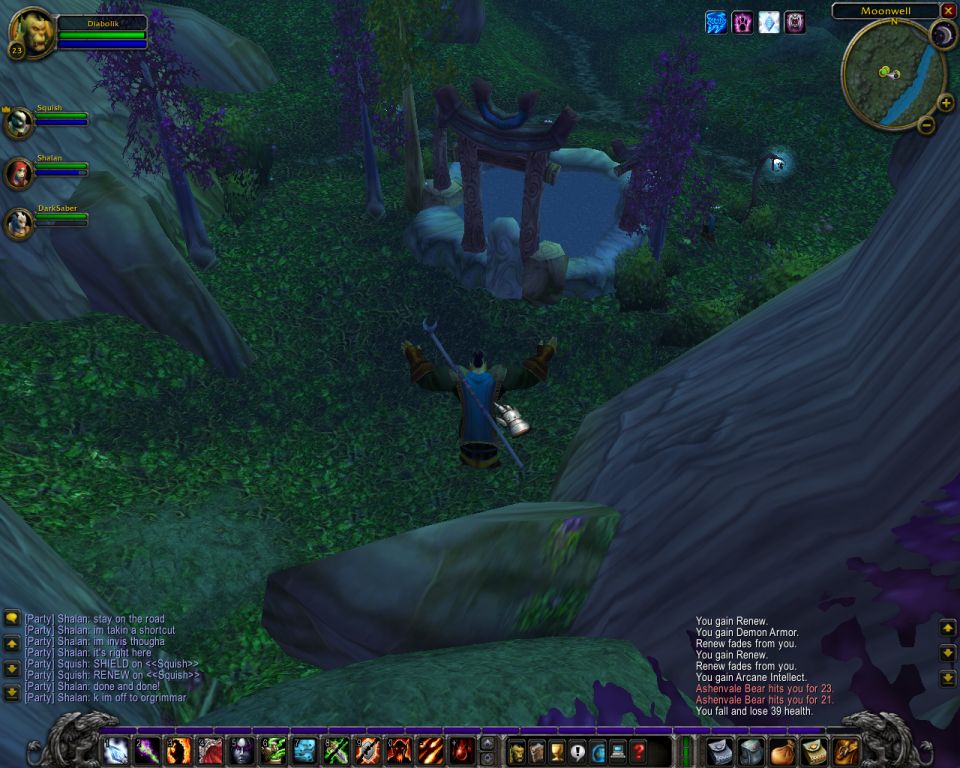 Diabolik
23
Squish
Shalan
DarkSaber
Moonwell
N
[Party] Shalan: stay on the road
[Party] Shalan: im takin a shortcut
[Party] Shalan: im invis thougha
[Party] Shalan: it's right here
[Party] Squish: SHIELD on <<Squish>>
[Party] Squish: RENEW on <<Squish>>
[Party] Shalan: done and done!
[Party] Shalan: k im off to orgrimmar
You gain Renew.
You gain Demon Armor.
Renew fades from you.
You gain Renew.
Renew fades from you.
You gain Arcane Intellect.
Ashenvale Bear hits you for 23.
Ashenvale Bear hits you for 21.
You fall and lose 39 health.